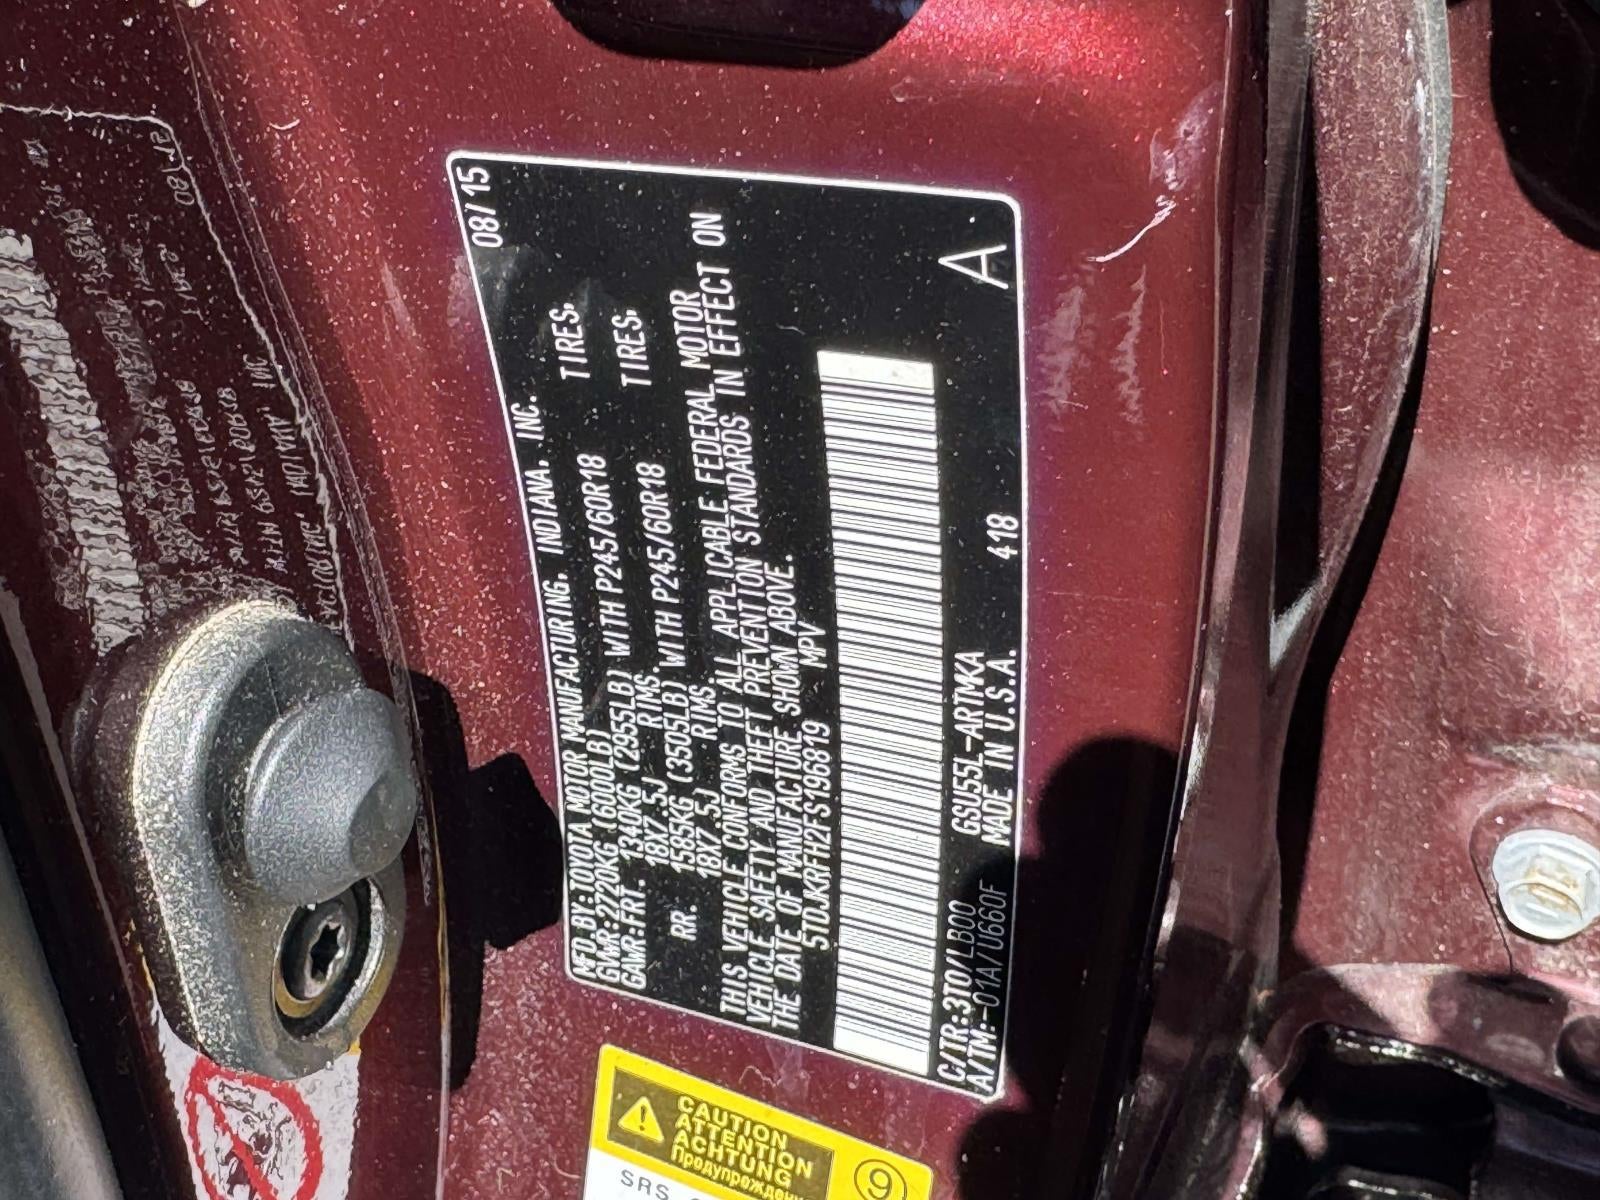 08/15
MFD.BY:TOYOTA MOTOR MANUFACTURING, INDIANA, INC.
GVWR:2720KG (6000LB)
GAWR:FRT. 1340KG (2955LB) WITH P245/60R18 TIRES,
18X7.5J RIMS.
RR. 1585KG (3505LB) WITH P245/60R18 TIRES,
18X7.5J RIMS.
THIS VEHICLE CONFORMS TO ALL APPLICABLE FEDERAL MOTOR
VEHICLE SAFETY AND THEFT PREVENTION STANDARDS IN EFFECT ON
THE DATE OF MANUFACTURE SHOWN ABOVE.
5TDJKRFH2FS196819 MPV
C/TR:3T0/LB00 GSU55L-ARTMKA
A/TM:-01A/U660F MADE IN U.S.A. 418 A
CAUTION
ATTENTION
ACHTUNG
Предупрежден
9
SRS